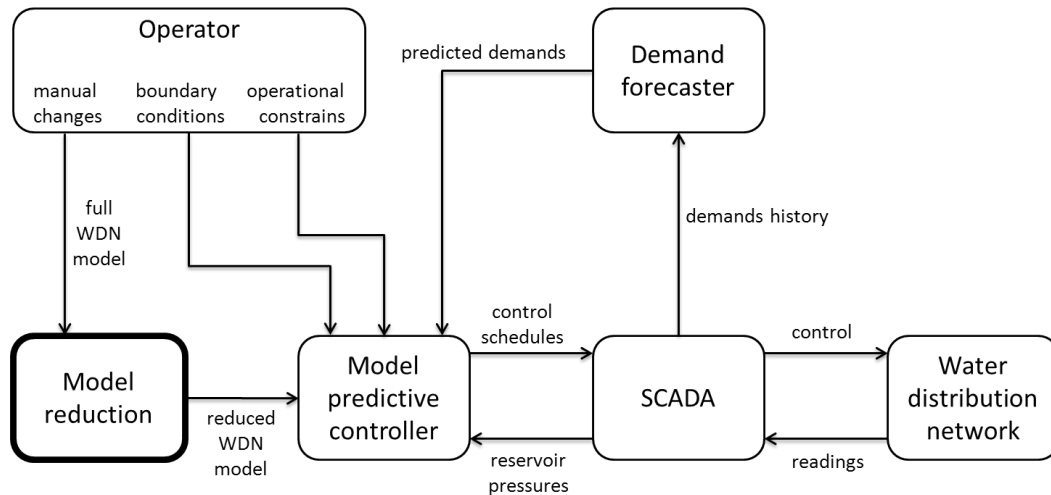 Operator
manual
changes
boundary
conditions
operational
constrains
predicted demands
Demand
forecaster
full
WDN
model
demands history
control
schedules
control
Model
reduction
reduced
WDN
model
Model
predictive
controller
reservoir
pressures
SCADA
Water
distribution
network
readings